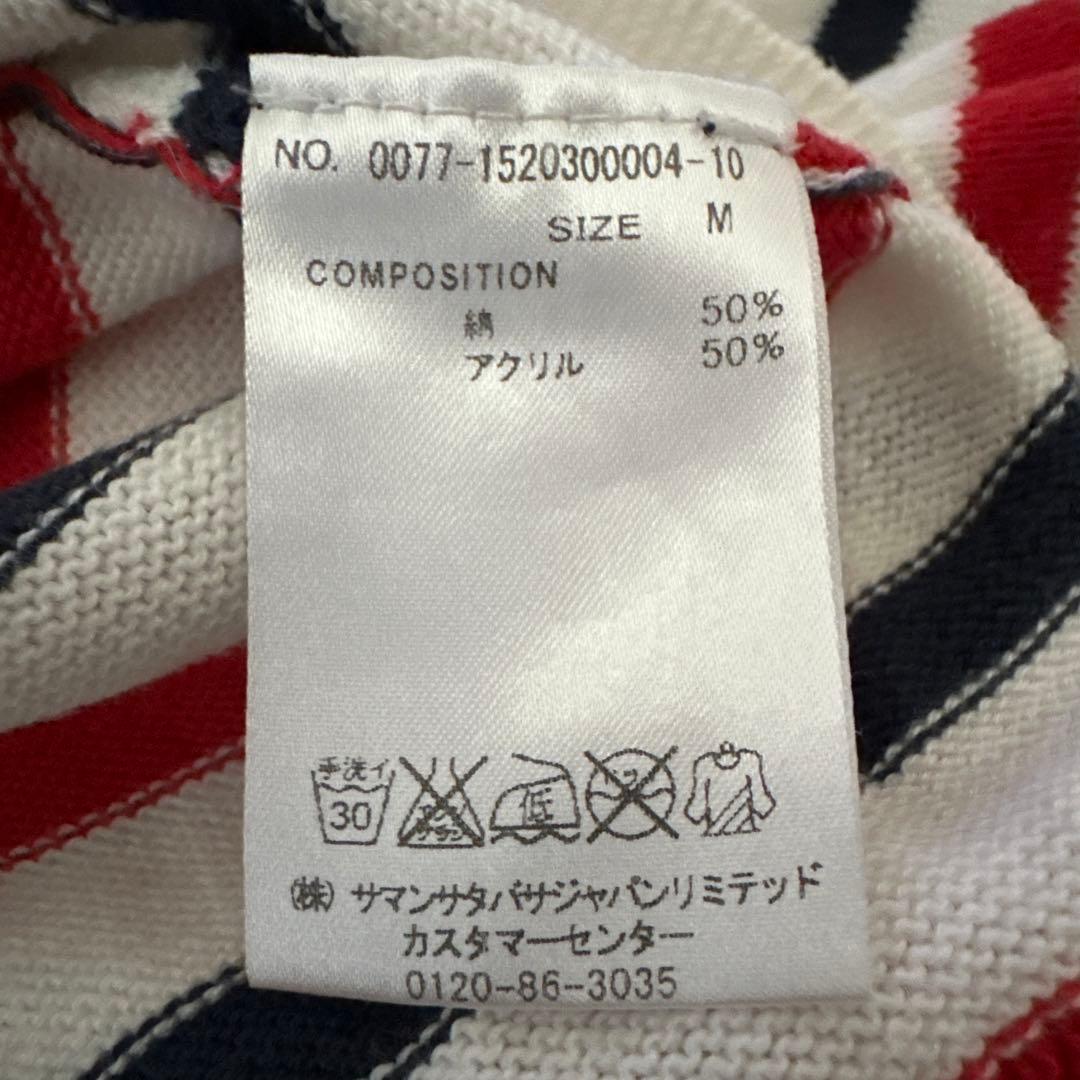 NO. 0077-1520300004-10
SIZE M
COMPOSITION
綿 50%
アクリル 50%
手洗イ
30
低
(株) サマンサタバサジャパンリミテッド
カスタマーセンター
0120-86-3035